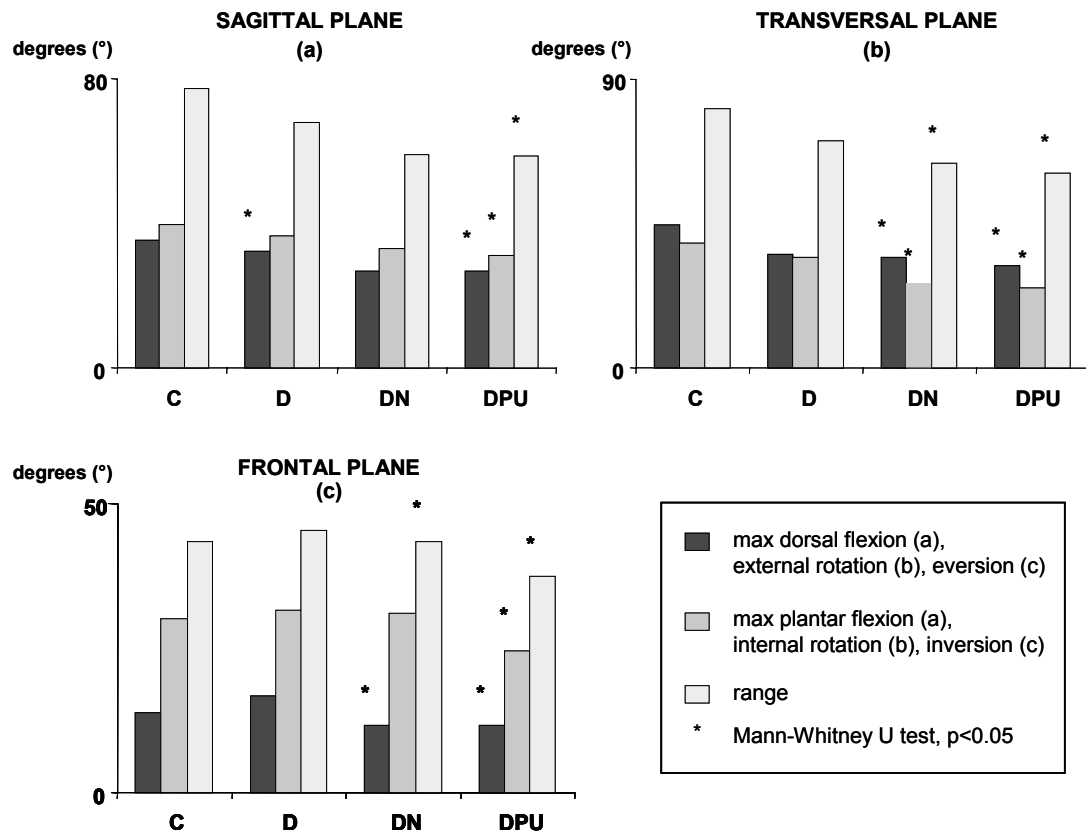 SAGITTAL PLANE
(a)
degrees (°)
80
*
*
*
*
0
C D DN DPU
TRANSVERSAL PLANE
(b)
degrees (°)
90
*
*
*
*
*
*
0
C D DN DPU
FRONTAL PLANE
(c)
degrees (°)
50
*
*
*
*
*
0
C D DN DPU
max dorsal flexion (a),
external rotation (b), eversion (c)
max plantar flexion (a),
internal rotation (b), inversion (c)
range
* Mann-Whitney U test, p<0.05